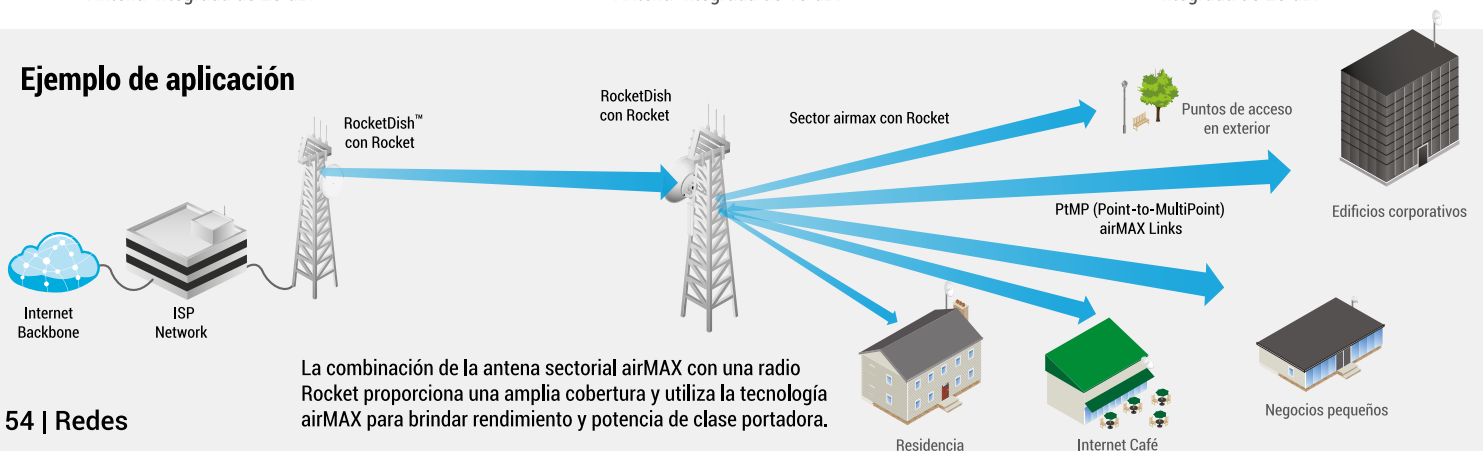 Ejemplo de aplicación
RocketDish™
con Rocket
RocketDish
con Rocket
Sector airmax con Rocket
Puntos de acceso
en exterior
Edificios corporativos
PtMP (Point-to-MultiPoint)
airMAX Links
Internet
Backbone
ISP
Network
La combinación de la antena sectorial airMAX con una radio
Rocket proporciona una amplia cobertura y utiliza la tecnología
airMAX para brindar rendimiento y potencia de clase portadora.
Negocios pequeños
54 | Redes
Residencia
Internet Café